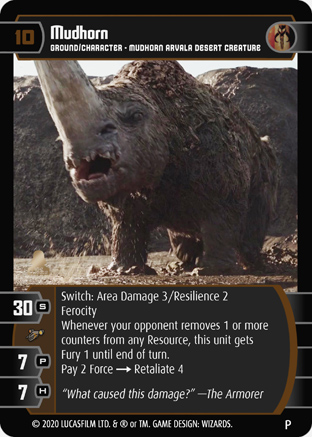 10
Mudhorn
GROUND/CHARACTER · MUDHORN ARVALA DESERT CREATURE
30 S
Switch: Area Damage 3/Resilience 2
Ferocity
Whenever your opponent removes 1 or more
counters from any Resource, this unit gets
Fury 1 until end of turn.
7 P
Pay 2 Force → Retaliate 4
7 H
“What caused this damage?” —The Armorer
© 2020 LUCASFILM LTD. & ® or TM. GAME DESIGN: WIZARDS.
P